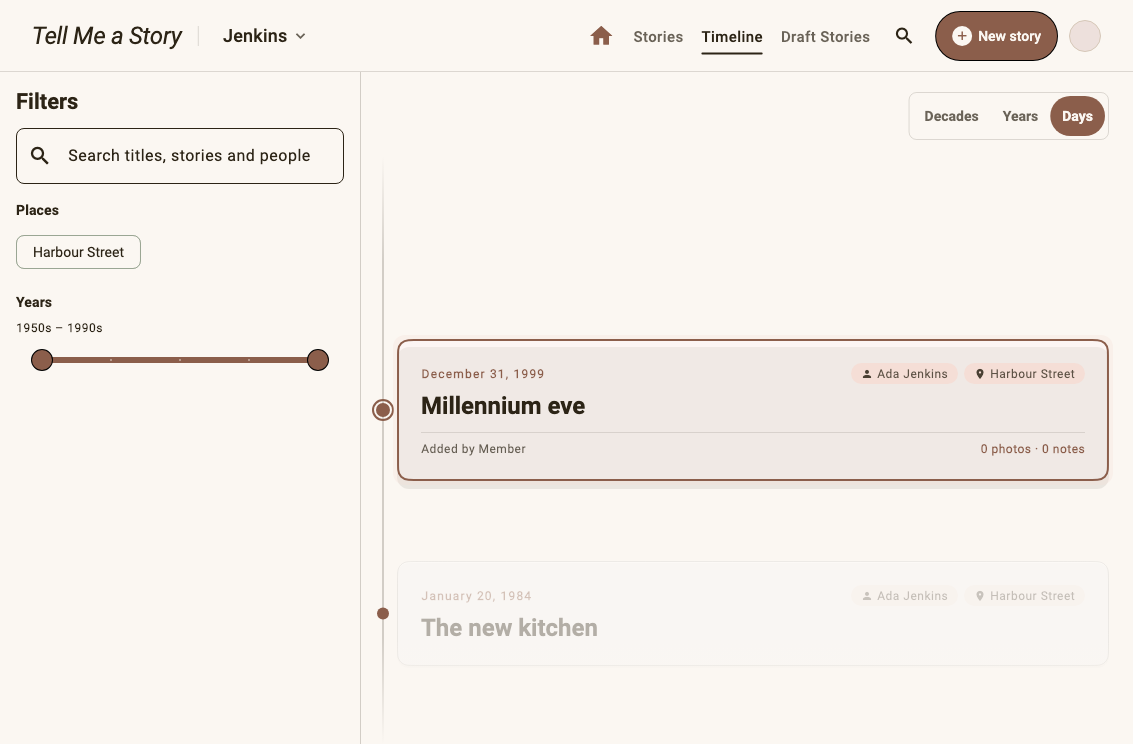 Tell Me a Story
Jenkins
Stories
Timeline
Draft Stories
New story
Filters
Search titles, stories and people
Places
Harbour Street
Years
1950s – 1990s
Decades
Years
Days
December 31, 1999
Ada Jenkins
Harbour Street
Millennium eve
Added by Member
0 photos · 0 notes
January 20, 1984
Ada Jenkins
Harbour Street
The new kitchen